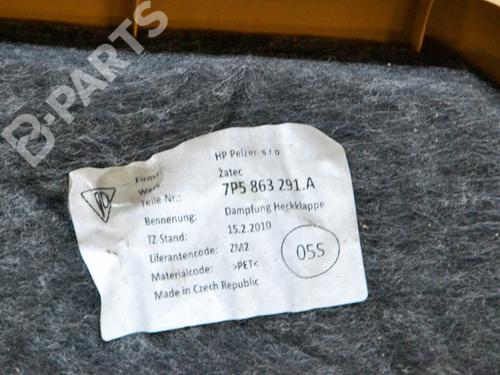 B-PARTS
HP Pelzer s.r.o
Firma
Werk: Žatec
Teile-Nr.: 7P5 863 291.A
Bennenung: Dampfung Heckklappe
TZ-Stand: 15.2.2010
Liferantencode: ZM2
Materialcode: >PET<
Made in Czech Republic
05S